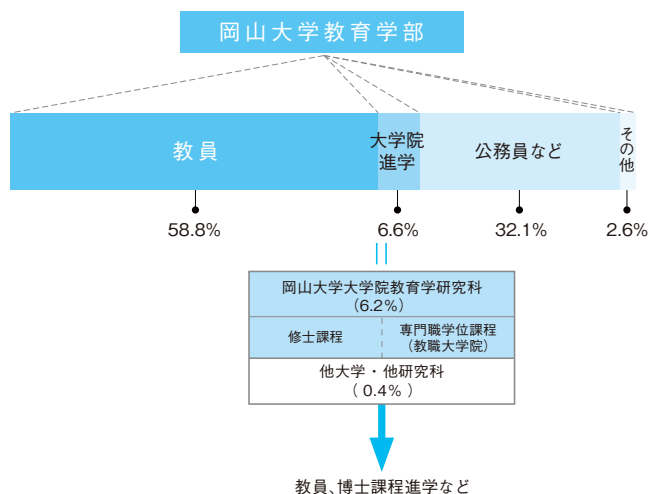 岡山大学教育学部
教員
大学院
進学
公務員など
その他
58.8%
6.6%
32.1%
2.6%
岡山大学大学院教育学研究科
(6.2%)
修士課程
専門職学位課程
(教職大学院)
他大学・他研究科
(0.4%)
教員、博士課程進学など